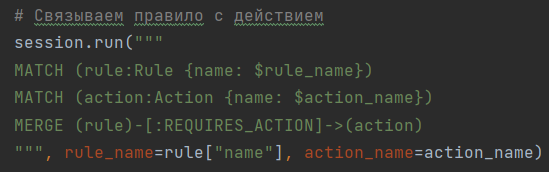 # Связываем правило с действием
session.run("""
MATCH (rule:Rule {name: $rule_name})
MATCH (action:Action {name: $action_name})
MERGE (rule)-[:REQUIRES_ACTION]->(action)
""", rule_name=rule["name"], action_name=action_name)